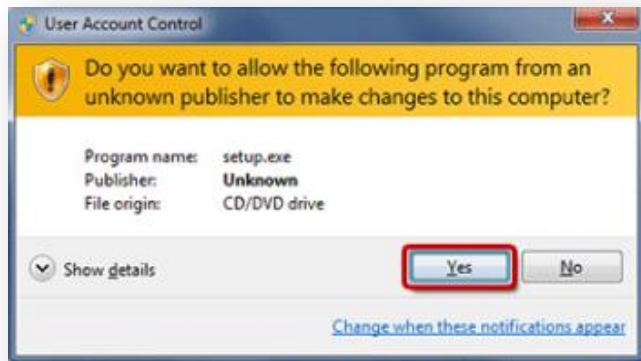 User Account Control
Do you want to allow the following program from an
unknown publisher to make changes to this computer?
Program name: setup.exe
Publisher: Unknown
File origin: CD/DVD drive
Show details
Yes
No
Change when these notifications appear